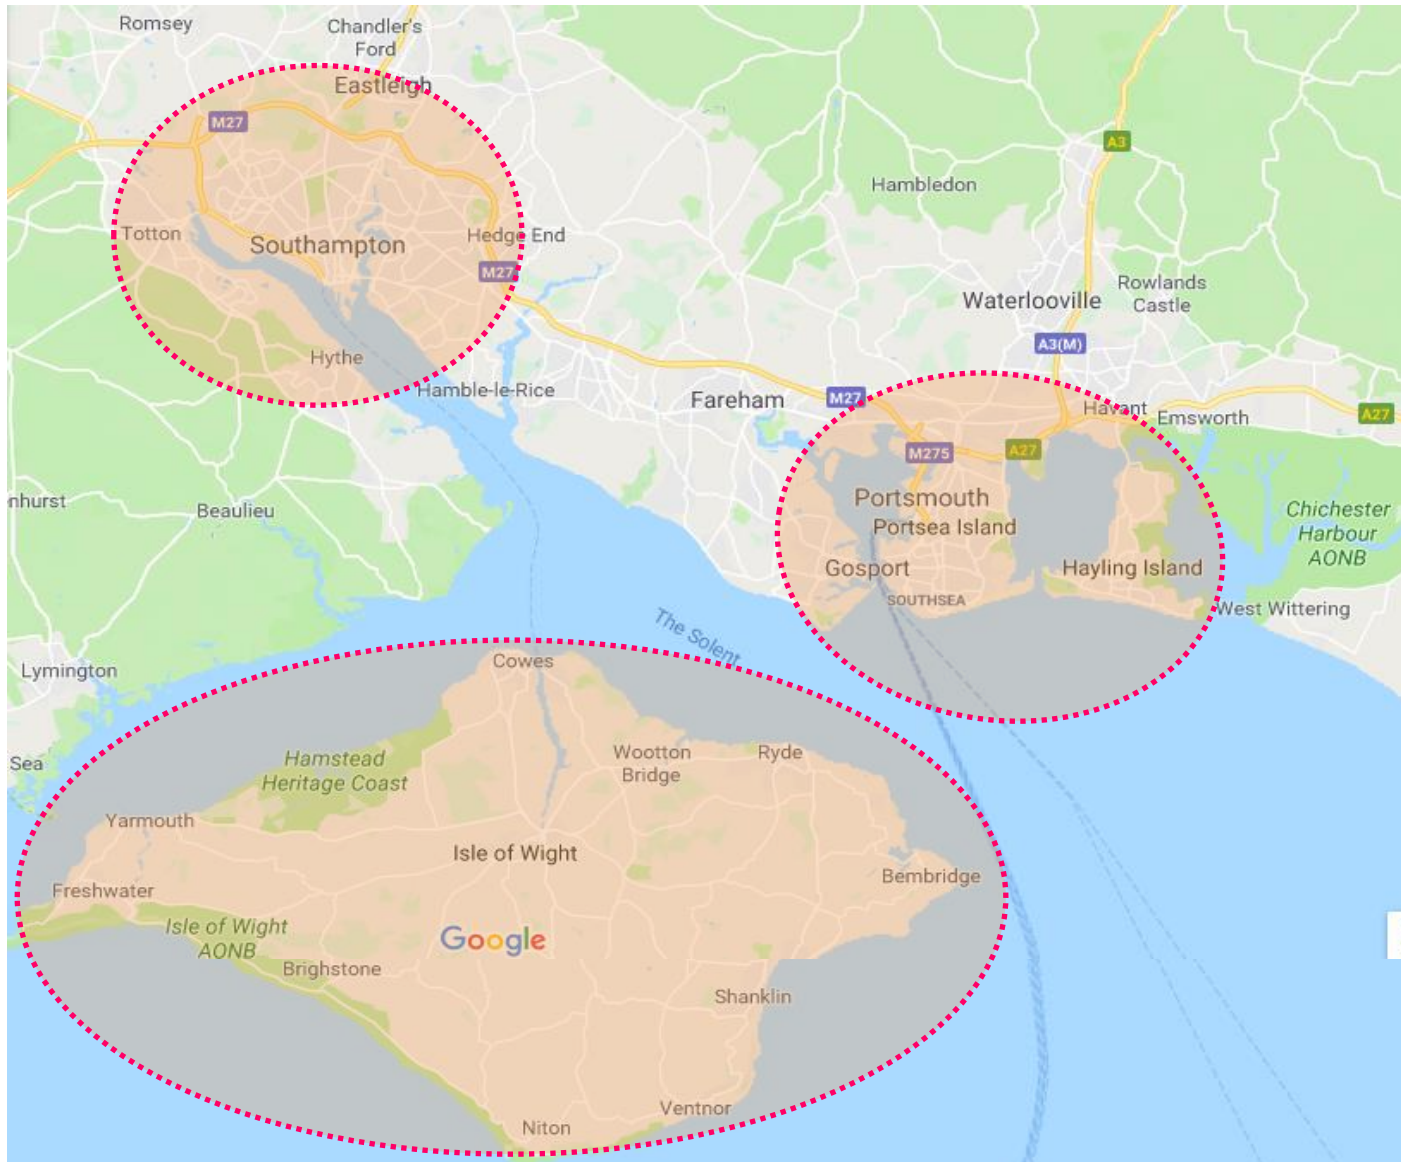 Romsey
Chandler's
Ford
Eastleigh
M27
A3
Hambledon
Totton
Southampton
Hedge End
M27
Rowlands
Castle
Waterlooville
A3(M)
Hythe
Hamble-le-Rice
Fareham
M27
Havant
Emsworth
A27
M275
A27
nhurst
Beaulieu
Portsmouth
Portsea Island
Chichester
Harbour
AONB
Gosport
Hayling Island
SOUTHSEA
West Wittering
The Solent
Lymington
Cowes
Sea
Hamstead
Heritage Coast
Wootton
Bridge
Ryde
Yarmouth
Isle of Wight
Freshwater
Bembridge
Isle of Wight
AONB
Google
Brighstone
Shanklin
Ventnor
Niton